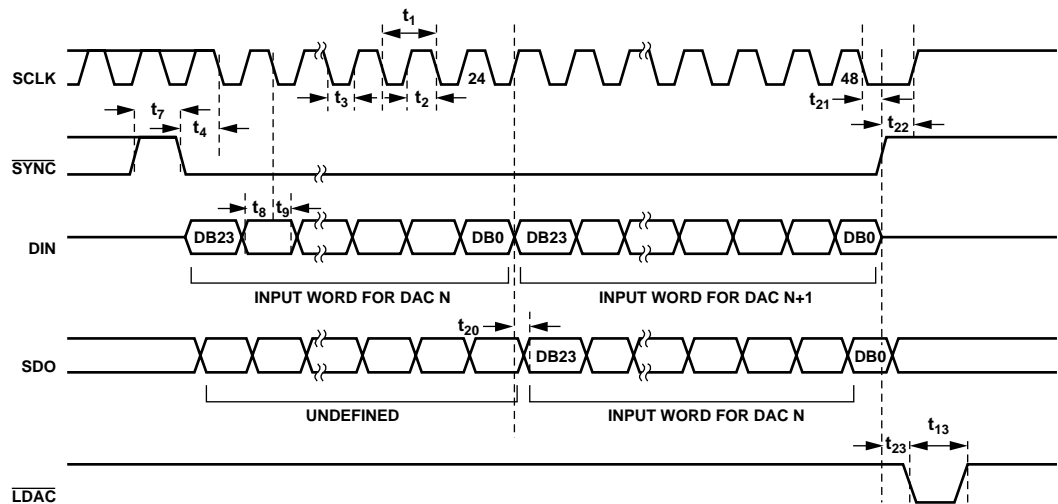 t1
SCLK
24
48
t3
t2
t21
t7
t4
t22
SYNC
t8
t9
DIN
DB23
DB0
DB23
DB0
INPUT WORD FOR DAC N
INPUT WORD FOR DAC N+1
t20
SDO
DB23
DB0
UNDEFINED
INPUT WORD FOR DAC N
t23
t13
LDAC